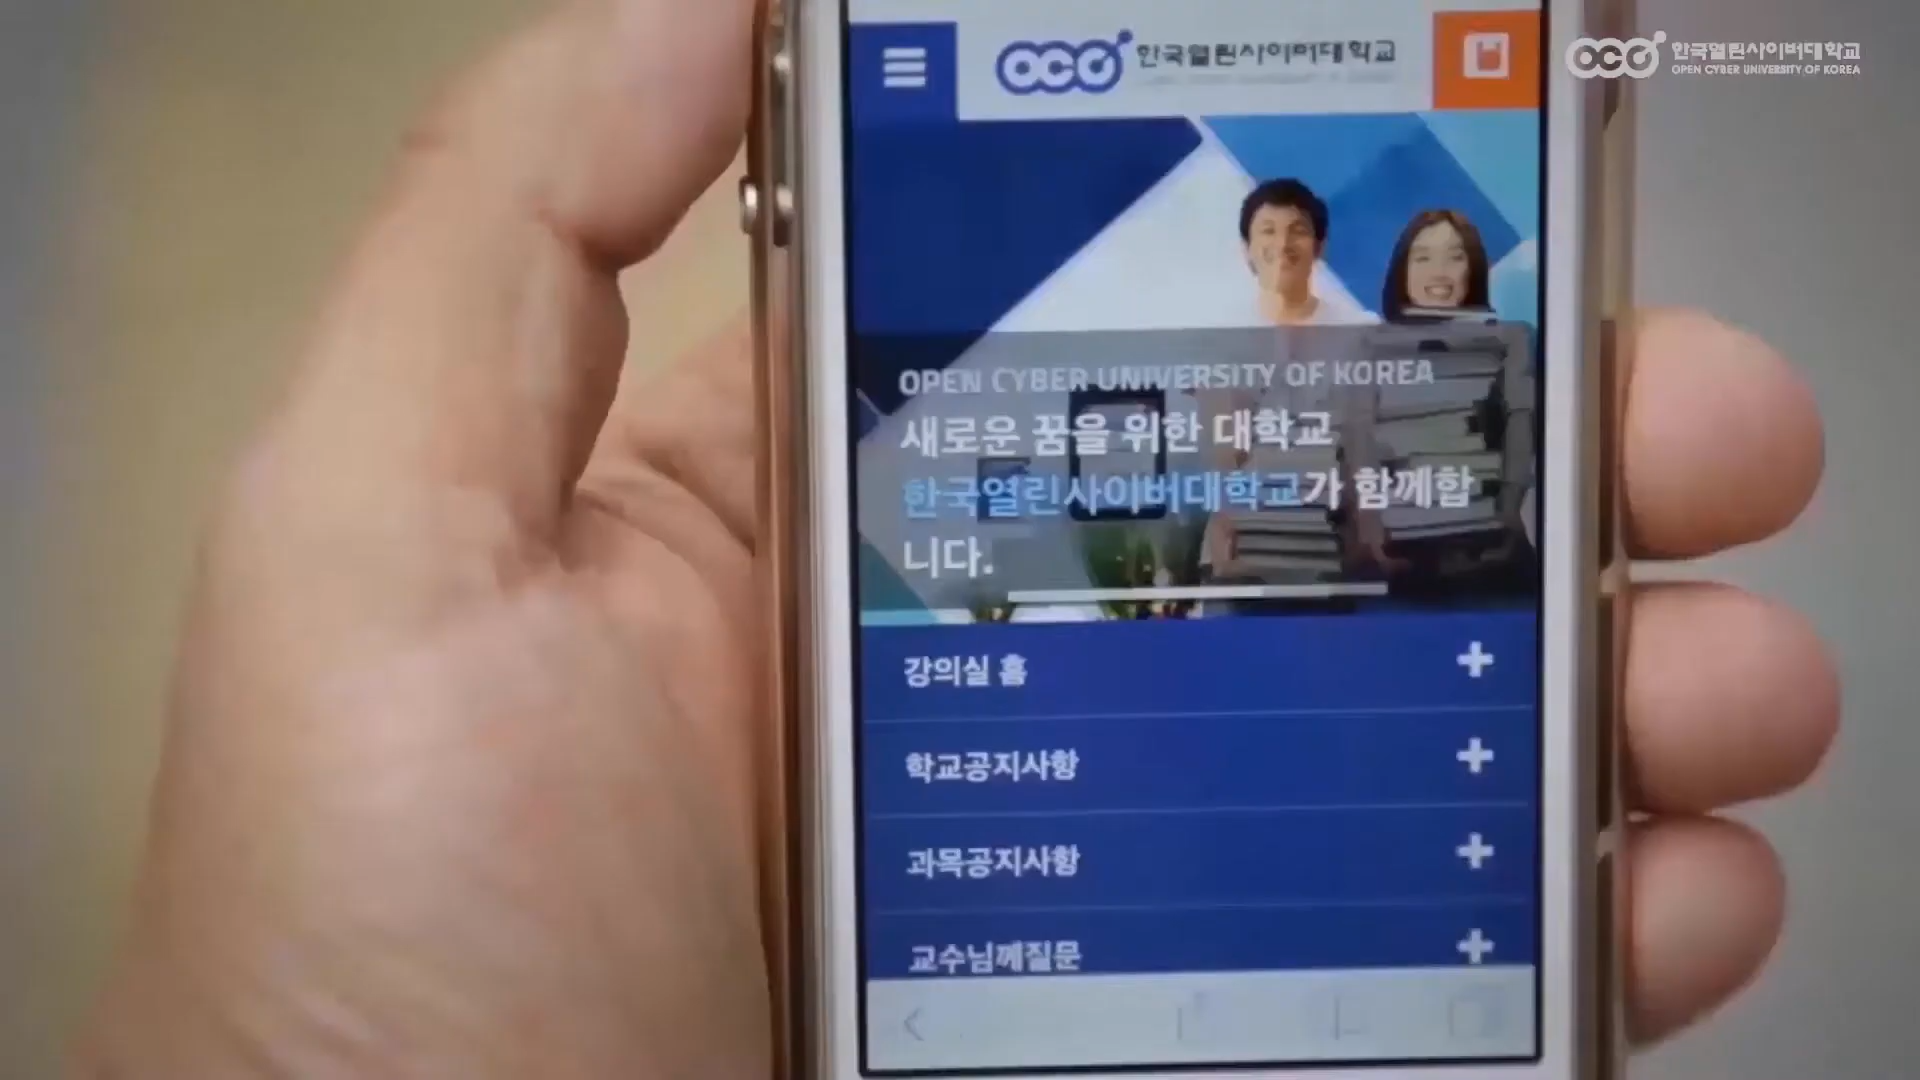 OCU 한국열린사이버대학교
OCU 한국열린사이버대학교
OPEN CYBER UNIVERSITY OF KOREA
OPEN CYBER UNIVERSITY OF KOREA
새로운 꿈을 위한 대학교
한국열린사이버대학교가 함께합
니다.
강의실 홈
학교공지사항
과목공지사항
교수님께질문